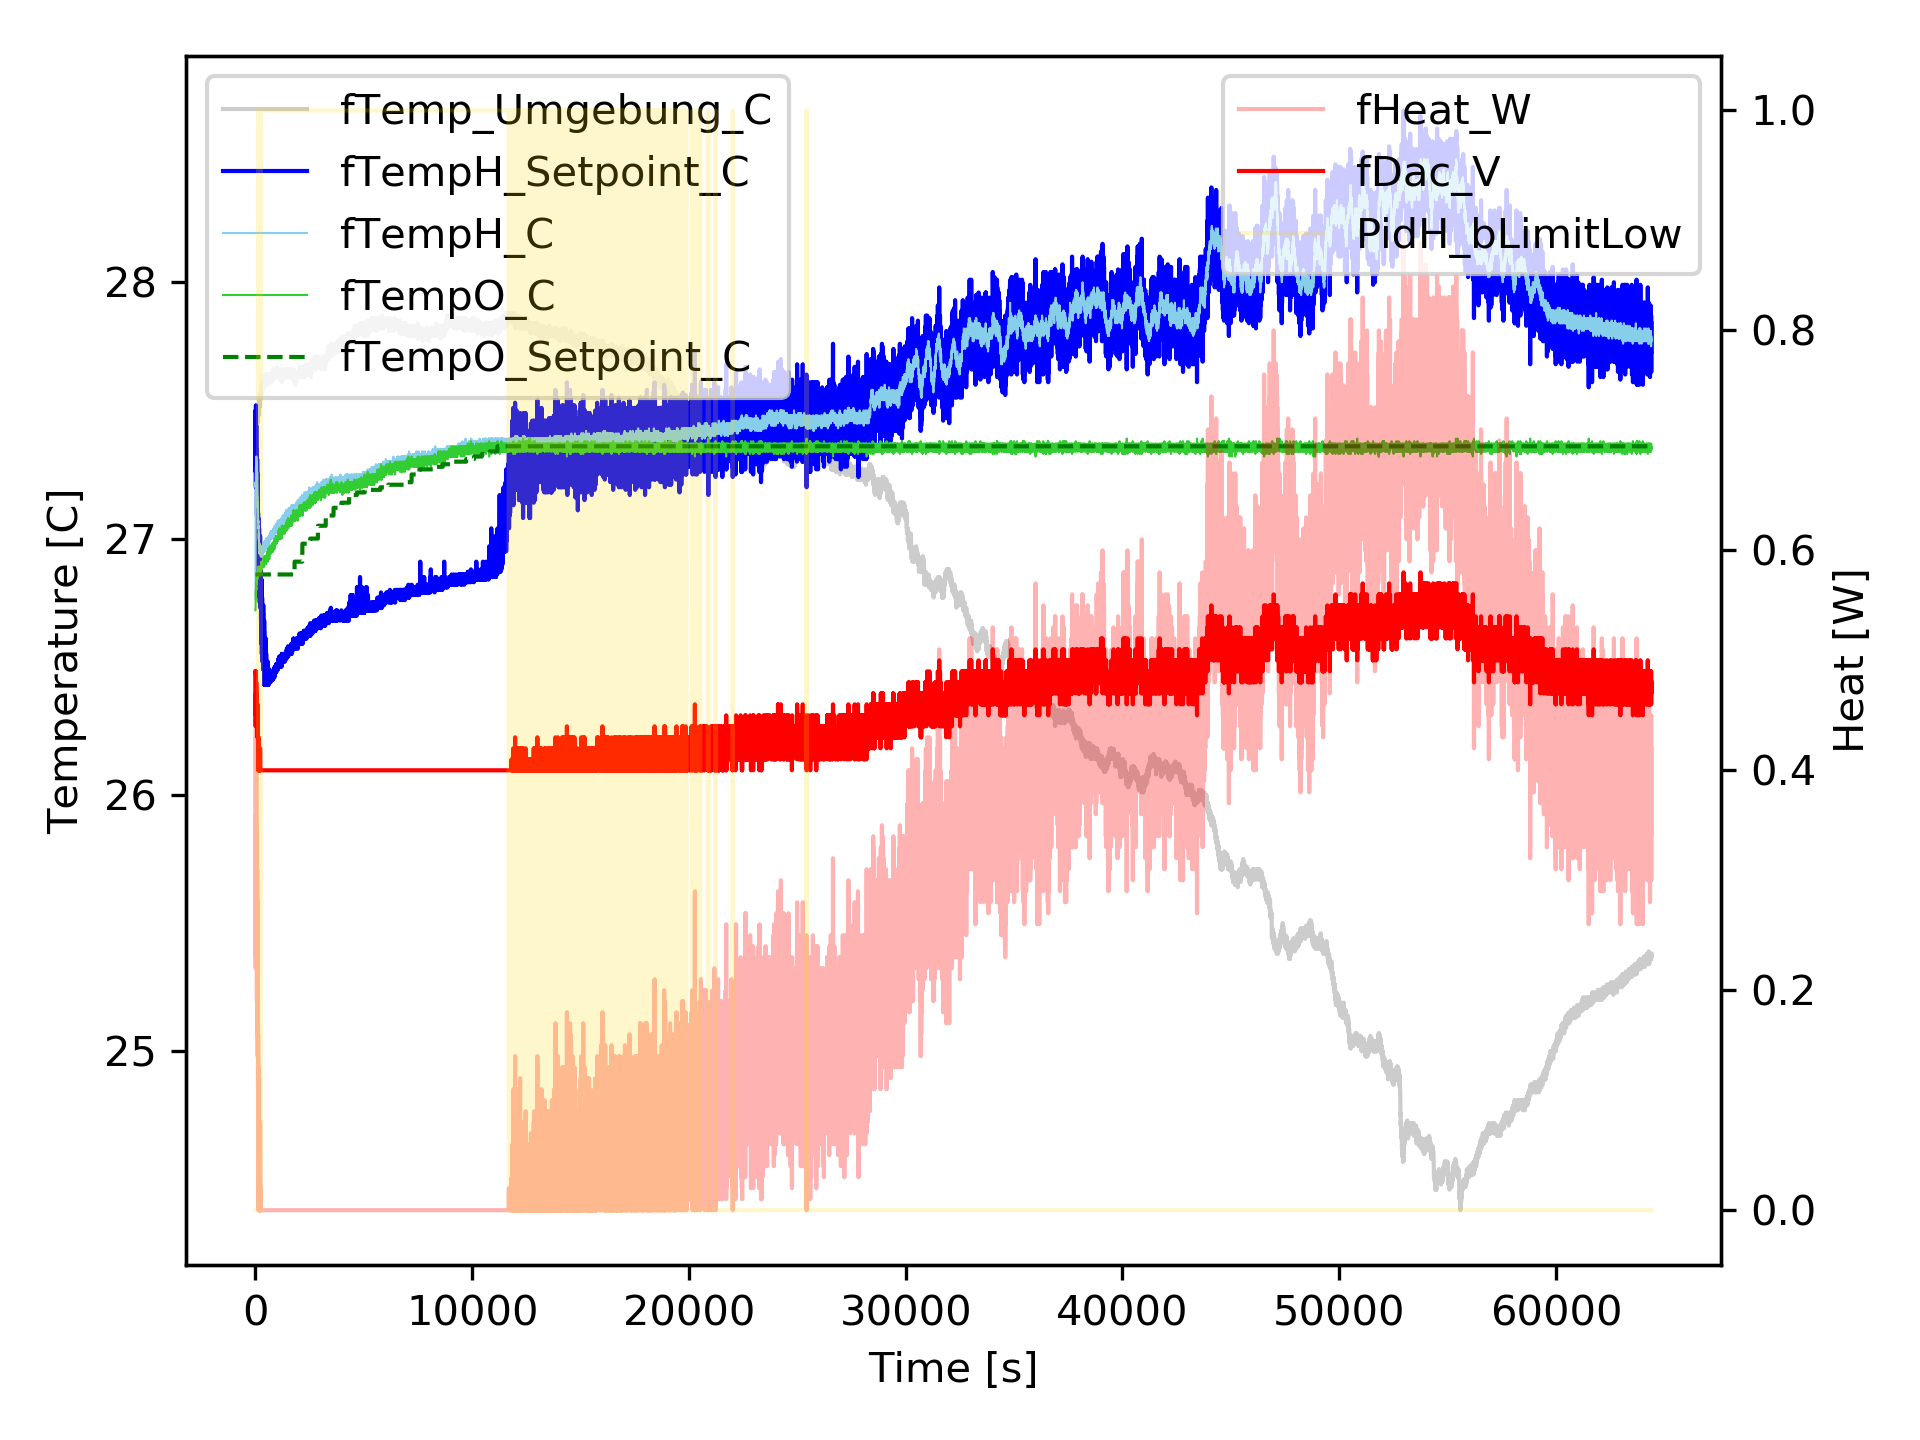 fTemp_Umgebung_C
fTempH_Setpoint_C
fTempH_C
fTempO_C
fTempO_Setpoint_C
fHeat_W
fDac_V
PidH_bLimitLow
28
27
26
25
Temperature [C]
1.0
0.8
0.6
0.4
0.2
0.0
Heat [W]
0 10000 20000 30000 40000 50000 60000
Time [s]